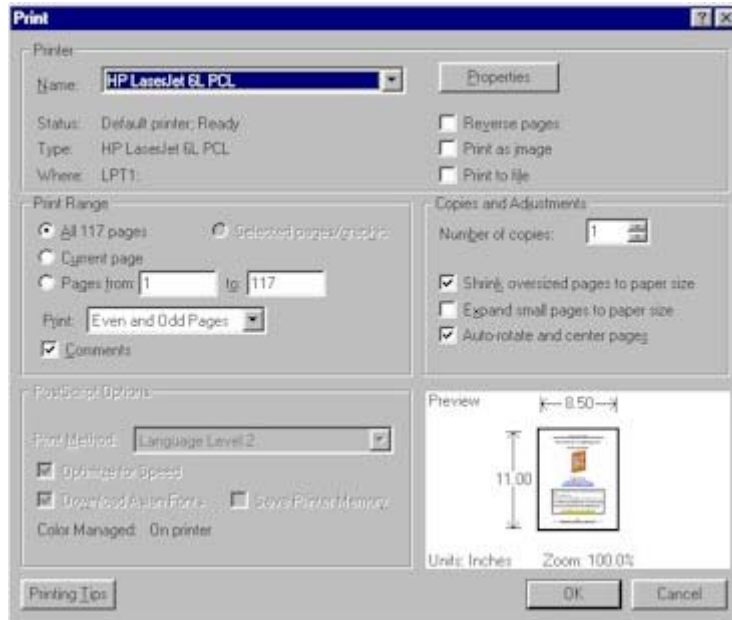 Print
Printer
Name: HP LaserJet 6L PCL
Properties
Status: Default printer; Ready
Type: HP LaserJet 6L PCL
Where: LPT1:
Reverse pages
Print as image
Print to file
Print Range
All 117 pages
Selected pages/graphic
Current page
Pages from: 1 to: 117
Print: Even and Odd Pages
Comments
Copies and Adjustments
Number of copies: 1
Shrink oversized pages to paper size
Expand small pages to paper size
Auto-rotate and center pages
PostScript Options
Print Method: Language Level 2
Optimize for Speed
Download Asian Fonts
Save Printer Memory
Color Managed: On printer
Preview
8.50
11.00
Units: Inches Zoom: 100.0%
Printing Tips
OK
Cancel